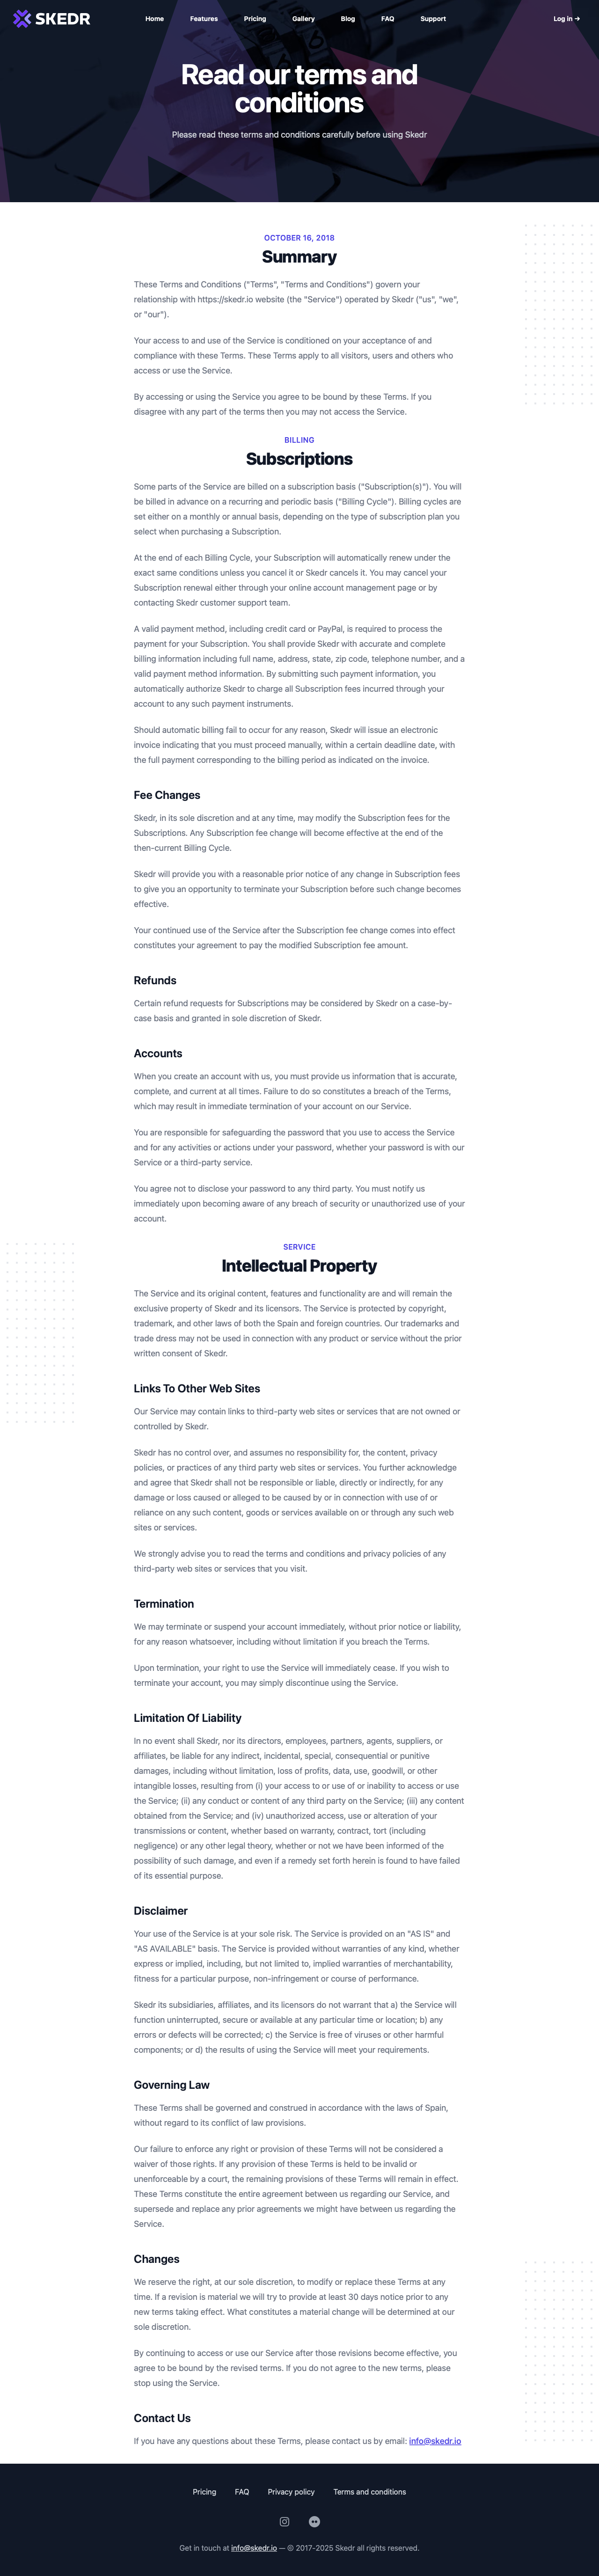 SKEDR
Home Features Pricing Gallery Blog FAQ Support Log in →
Read our terms and
conditions
Please read these terms and conditions carefully before using Skedr
OCTOBER 16, 2018
Summary
These Terms and Conditions ("Terms", "Terms and Conditions") govern your
relationship with https://skedr.io website (the "Service") operated by Skedr ("us", "we",
or "our").
Your access to and use of the Service is conditioned on your acceptance of and
compliance with these Terms. These Terms apply to all visitors, users and others who
access or use the Service.
By accessing or using the Service you agree to be bound by these Terms. If you
disagree with any part of the terms then you may not access the Service.
BILLING
Subscriptions
Some parts of the Service are billed on a subscription basis ("Subscription(s)"). You will
be billed in advance on a recurring and periodic basis ("Billing Cycle"). Billing cycles are
set either on a monthly or annual basis, depending on the type of subscription plan you
select when purchasing a Subscription.
At the end of each Billing Cycle, your Subscription will automatically renew under the
exact same conditions unless you cancel it or Skedr cancels it. You may cancel your
Subscription renewal either through your online account management page or by
contacting Skedr customer support team.
A valid payment method, including credit card or PayPal, is required to process the
payment for your Subscription. You shall provide Skedr with accurate and complete
billing information including full name, address, state, zip code, telephone number, and a
valid payment method information. By submitting such payment information, you
automatically authorize Skedr to charge all Subscription fees incurred through your
account to any such payment instruments.
Should automatic billing fail to occur for any reason, Skedr will issue an electronic
invoice indicating that you must proceed manually, within a certain deadline date, with
the full payment corresponding to the billing period as indicated on the invoice.
Fee Changes
Skedr, in its sole discretion and at any time, may modify the Subscription fees for the
Subscriptions. Any Subscription fee change will become effective at the end of the
then-current Billing Cycle.
Skedr will provide you with a reasonable prior notice of any change in Subscription fees
to give you an opportunity to terminate your Subscription before such change becomes
effective.
Your continued use of the Service after the Subscription fee change comes into effect
constitutes your agreement to pay the modified Subscription fee amount.
Refunds
Certain refund requests for Subscriptions may be considered by Skedr on a case-by-
case basis and granted in sole discretion of Skedr.
Accounts
When you create an account with us, you must provide us information that is accurate,
complete, and current at all times. Failure to do so constitutes a breach of the Terms,
which may result in immediate termination of your account on our Service.
You are responsible for safeguarding the password that you use to access the Service
and for any activities or actions under your password, whether your password is with our
Service or a third-party service.
You agree not to disclose your password to any third party. You must notify us
immediately upon becoming aware of any breach of security or unauthorized use of your
account.
SERVICE
Intellectual Property
The Service and its original content, features and functionality are and will remain the
exclusive property of Skedr and its licensors. The Service is protected by copyright,
trademark, and other laws of both the Spain and foreign countries. Our trademarks and
trade dress may not be used in connection with any product or service without the prior
written consent of Skedr.
Links To Other Web Sites
Our Service may contain links to third-party web sites or services that are not owned or
controlled by Skedr.
Skedr has no control over, and assumes no responsibility for, the content, privacy
policies, or practices of any third party web sites or services. You further acknowledge
and agree that Skedr shall not be responsible or liable, directly or indirectly, for any
damage or loss caused or alleged to be caused by or in connection with use of or
reliance on any such content, goods or services available on or through any such web
sites or services.
We strongly advise you to read the terms and conditions and privacy policies of any
third-party web sites or services that you visit.
Termination
We may terminate or suspend your account immediately, without prior notice or liability,
for any reason whatsoever, including without limitation if you breach the Terms.
Upon termination, your right to use the Service will immediately cease. If you wish to
terminate your account, you may simply discontinue using the Service.
Limitation Of Liability
In no event shall Skedr, nor its directors, employees, partners, agents, suppliers, or
affiliates, be liable for any indirect, incidental, special, consequential or punitive
damages, including without limitation, loss of profits, data, use, goodwill, or other
intangible losses, resulting from (i) your access to or use of or inability to access or use
the Service; (ii) any conduct or content of any third party on the Service; (iii) any content
obtained from the Service; and (iv) unauthorized access, use or alteration of your
transmissions or content, whether based on warranty, contract, tort (including
negligence) or any other legal theory, whether or not we have been informed of the
possibility of such damage, and even if a remedy set forth herein is found to have failed
of its essential purpose.
Disclaimer
Your use of the Service is at your sole risk. The Service is provided on an "AS IS" and
"AS AVAILABLE" basis. The Service is provided without warranties of any kind, whether
express or implied, including, but not limited to, implied warranties of merchantability,
fitness for a particular purpose, non-infringement or course of performance.
Skedr its subsidiaries, affiliates, and its licensors do not warrant that a) the Service will
function uninterrupted, secure or available at any particular time or location; b) any
errors or defects will be corrected; c) the Service is free of viruses or other harmful
components; or d) the results of using the Service will meet your requirements.
Governing Law
These Terms shall be governed and construed in accordance with the laws of Spain,
without regard to its conflict of law provisions.
Our failure to enforce any right or provision of these Terms will not be considered a
waiver of those rights. If any provision of these Terms is held to be invalid or
unenforceable by a court, the remaining provisions of these Terms will remain in effect.
These Terms constitute the entire agreement between us regarding our Service, and
supersede and replace any prior agreements we might have between us regarding the
Service.
Changes
We reserve the right, at our sole discretion, to modify or replace these Terms at any
time. If a revision is material we will try to provide at least 30 days notice prior to any
new terms taking effect. What constitutes a material change will be determined at our
sole discretion.
By continuing to access or use our Service after those revisions become effective, you
agree to be bound by the revised terms. If you do not agree to the new terms, please
stop using the Service.
Contact Us
If you have any questions about these Terms, please contact us by email: info@skedr.io
Pricing FAQ Privacy policy Terms and conditions
Get in touch at info@skedr.io — © 2017-2025 Skedr all rights reserved.